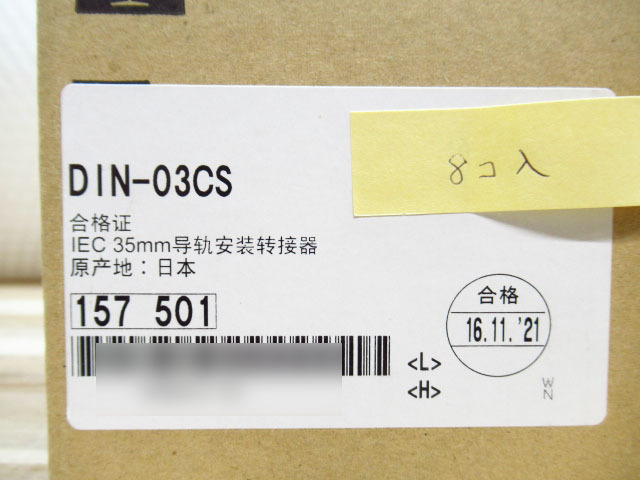 8コ入
DIN-03CS
合格证
IEC 35mm导轨安装转接器
原产地：日本
157 501
合格
16.11.'21
<L>
<H>
WN